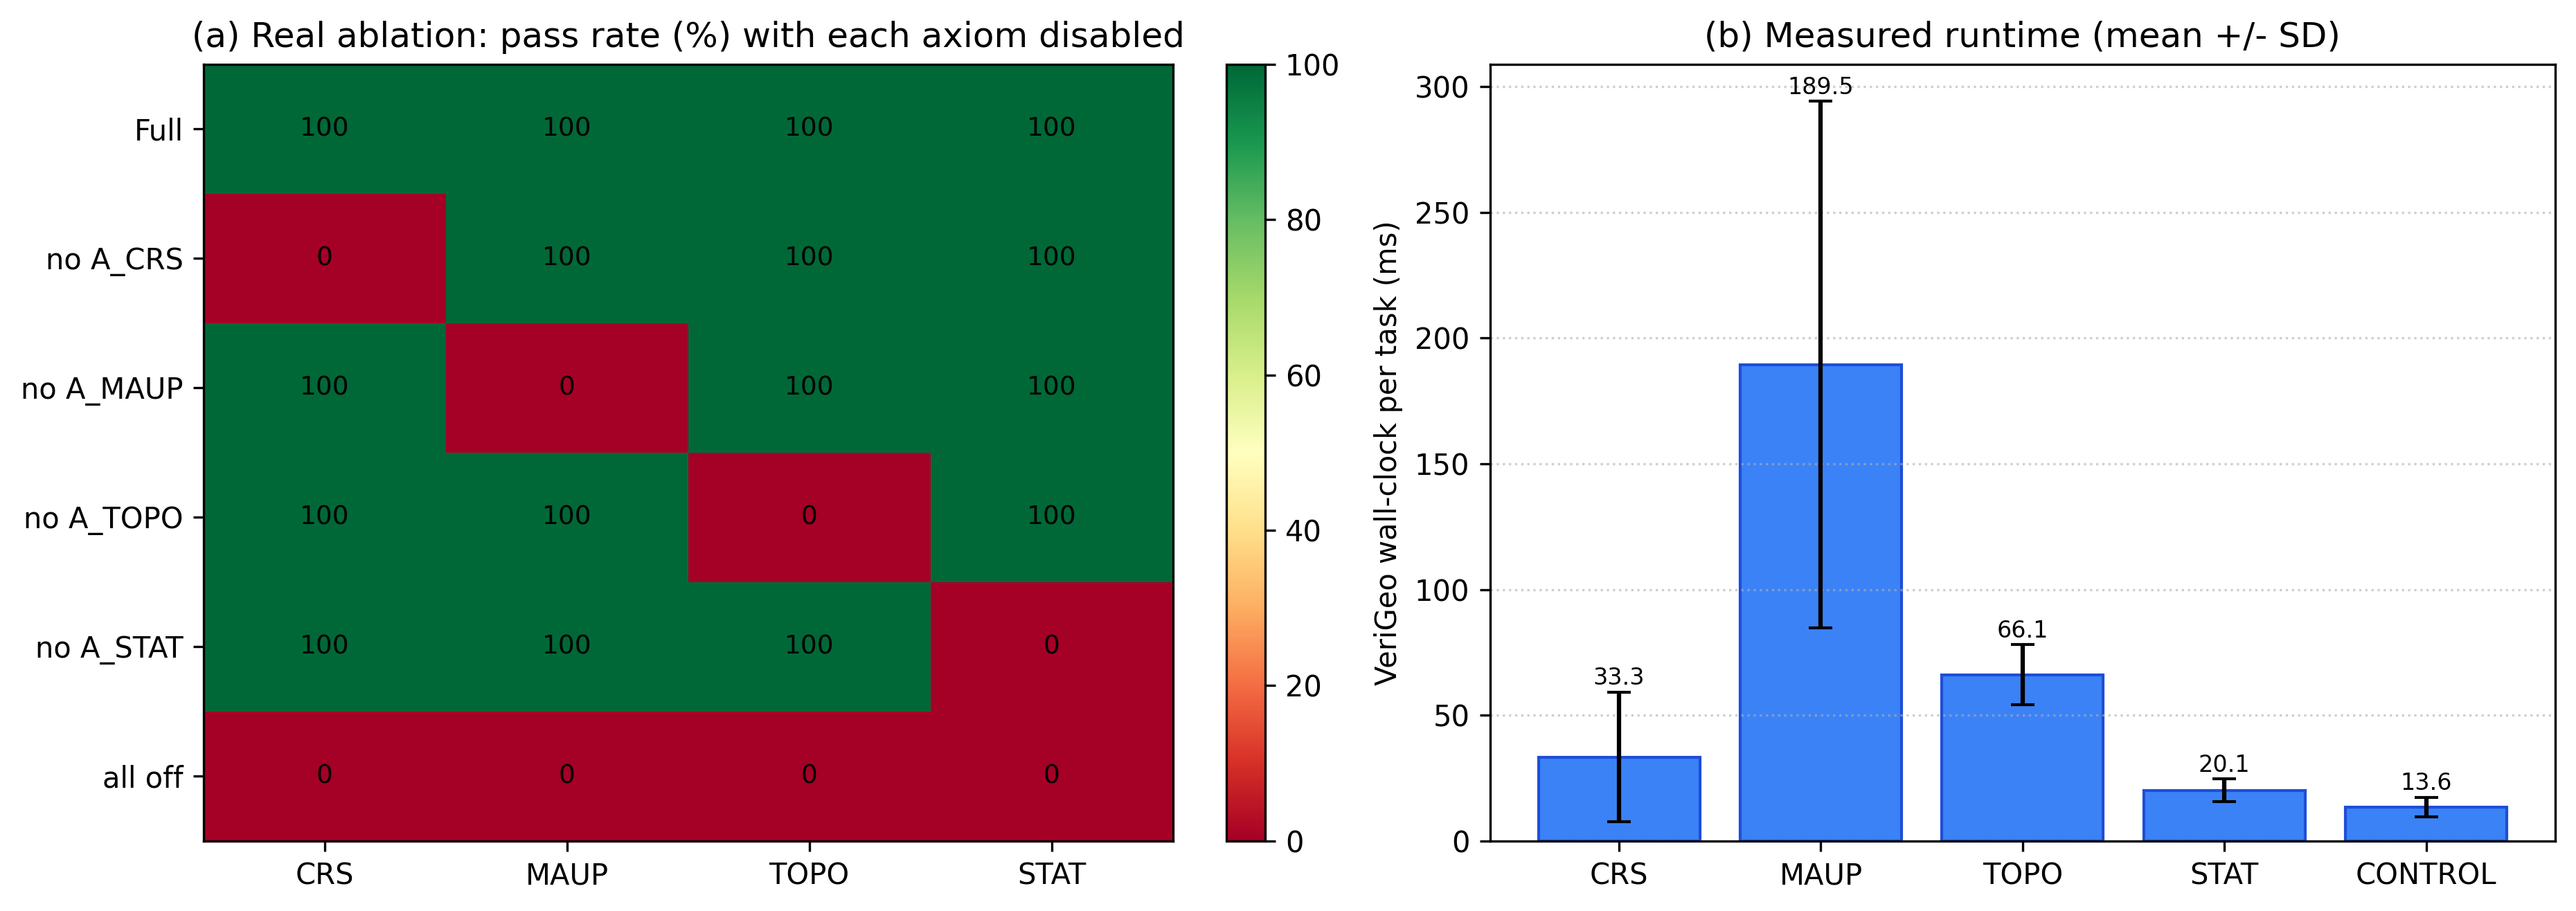 (a) Real ablation: pass rate (%) with each axiom disabled
Full 100 100 100 100
no A_CRS 0 100 100 100
no A_MAUP 100 0 100 100
no A_TOPO 100 100 0 100
no A_STAT 100 100 100 0
all off 0 0 0 0
CRS MAUP TOPO STAT
100
80
60
40
20
0
(b) Measured runtime (mean +/- SD)
VeriGeo wall-clock per task (ms)
300
250
200
150
100
50
0
33.3
189.5
66.1
20.1
13.6
CRS MAUP TOPO STAT CONTROL